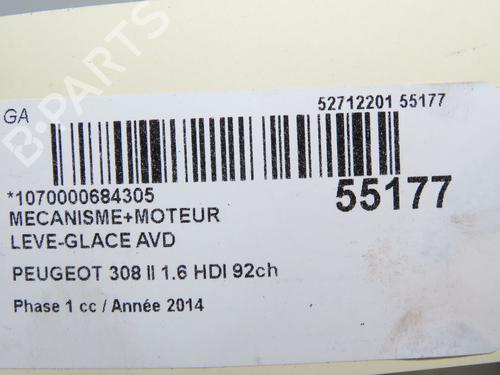 GA
52712201 55177
*1070000684305
55177
MECANISME+MOTEUR
LEVE-GLACE AVD
PEUGEOT 308 II 1.6 HDI 92ch
Phase 1 cc / Année 2014
B-PARTS